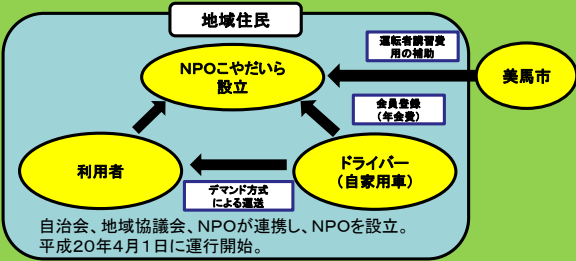 地域住民
運転者講習費
用の補助
NPOこやだいら
設立
美馬市
会員登録
(年会費)
利用者
ドライバー
(自家用車)
デマンド方式
による運送
自治会、地域協議会、NPOが連携し、NPOを設立。
平成20年4月1日に運行開始。